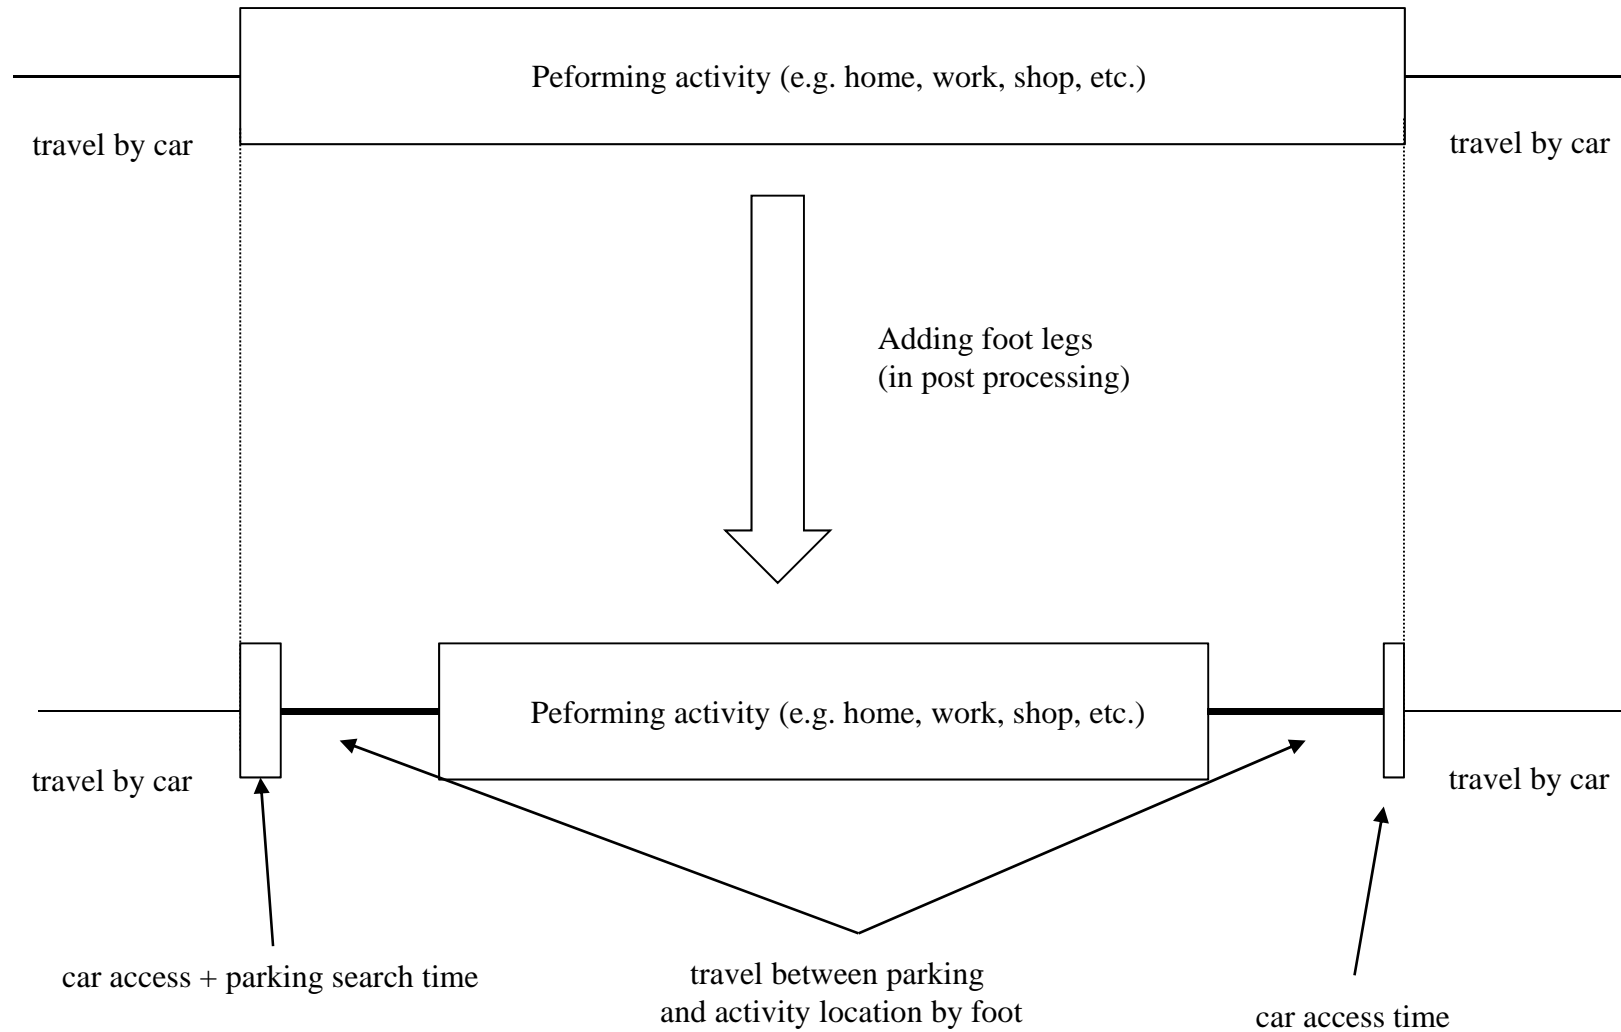 Peforming activity (e.g. home, work, shop, etc.)
travel by car
travel by car
Adding foot legs
(in post processing)
Peforming activity (e.g. home, work, shop, etc.)
travel by car
travel by car
car access + parking search time
travel between parking
and activity location by foot
car access time